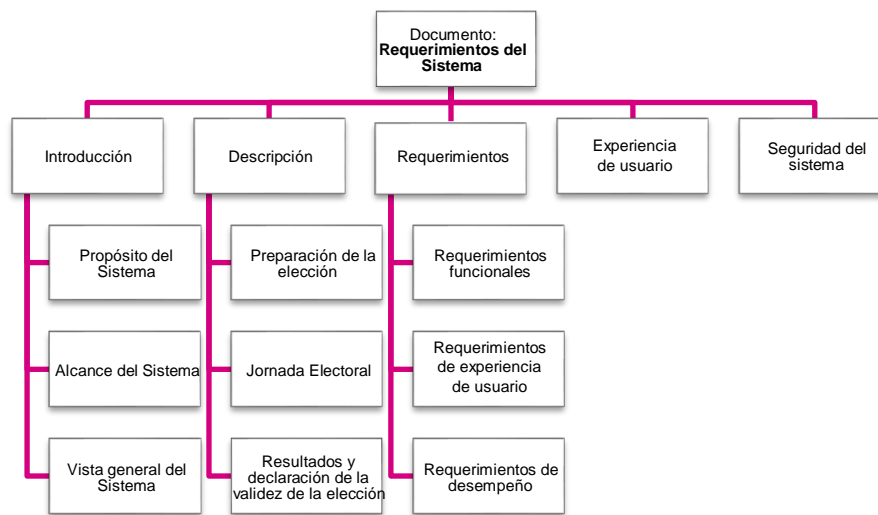 Documento:
Requerimientos del
Sistema
Introducción
Descripción
Requerimientos
Experiencia
de usuario
Seguridad del
sistema
Propósito del
Sistema
Preparación de la
elección
Requerimientos
funcionales
Alcance del Sistema
Jornada Electoral
Requerimientos
de experiencia
de usuario
Vista general del
Sistema
Resultados y
declaración de la
validez de la elección
Requerimientos de
desempeño